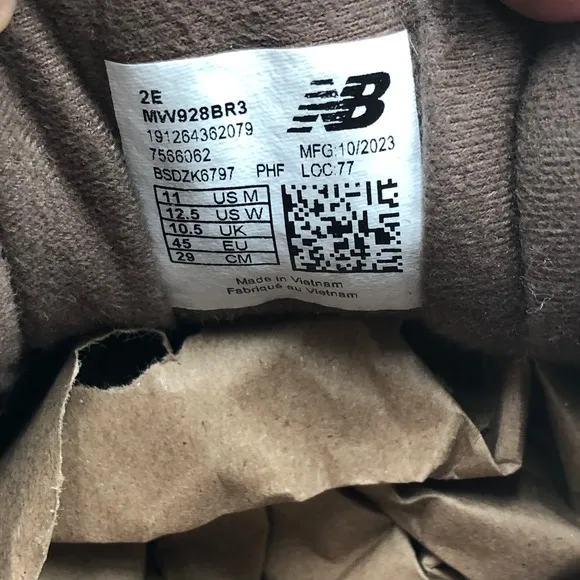 2E
MW928BR3
191264362079
7566062
BSDZK6797 PHF
NB
MFG:10/2023
LOC:77
11 US M
12.5 US W
10.5 UK
45 EU
29 CM
Made in Vietnam
Fabriqué au Vietnam